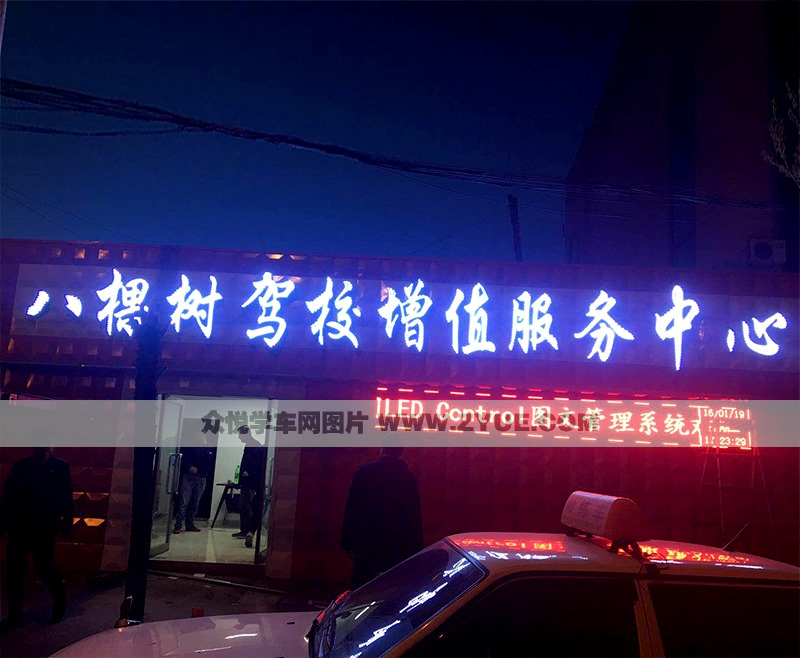 八棵树驾校增值服务中心
LED Control图文管理系统
16/01/19
23:29
众悦学车网图片 WWW.2YCE.COM